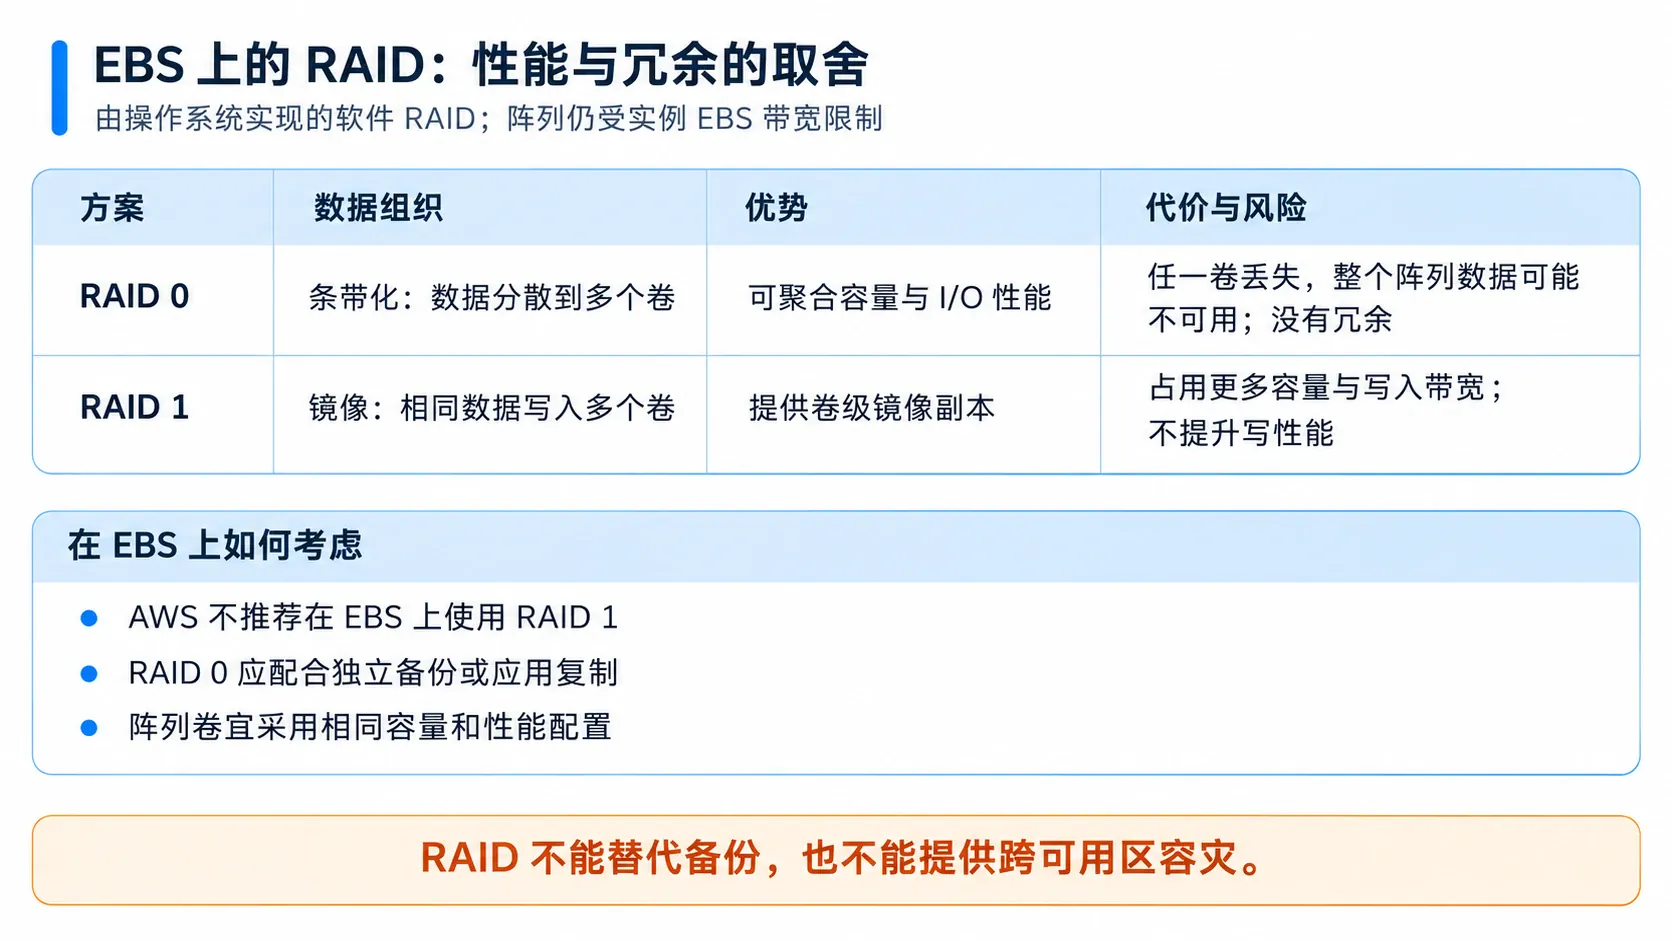 EBS 上的 RAID：性能与冗余的取舍
由操作系统实现的软件 RAID；阵列仍受实例 EBS 带宽限制
方案
数据组织
优势
代价与风险
RAID 0
条带化：数据分散到多个卷
可聚合容量与 I/O 性能
任一卷丢失，整个阵列数据可能
不可用；没有冗余
RAID 1
镜像：相同数据写入多个卷
提供卷级镜像副本
占用更多容量与写入带宽；
不提升写性能
在 EBS 上如何考虑
AWS 不推荐在 EBS 上使用 RAID 1
RAID 0 应配合独立备份或应用复制
阵列卷宜采用相同容量和性能配置
RAID 不能替代备份，也不能提供跨可用区容灾。